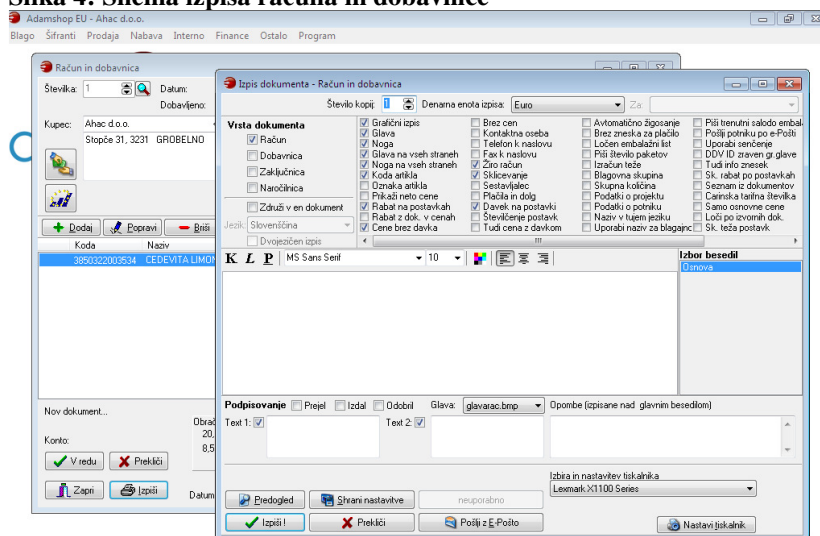 Slika 4: Shema izpisa računa in dobavnice
Adamshop EU - Ahac d.o.o.
Blago Šifranti Prodaja Nabava Interno Finance Ostalo Program
Račun in dobavnica
Številka: 1 Datum:
Dobavljeno:
Kupec: Ahac d.o.o.
Stopče 31, 3231 GROBELNO
Dodaj Popravi Briši
Koda Naziv
3850322003534 CEDEVITA LIMON
Nov dokument...
Obrač
20,
Konto: 8,5
V redu Prekliči
Zapri Izpiši Datum
Izpis dokumenta - Račun in dobavnica
Število kopij: 1 Denarna enota izpisa: Euro Za:
Vrsta dokumenta
Račun
Dobavnica
Zaključnica
Naročilnica
Združi v en dokument
Jezik: Slovenščina
Dvojezičen izpis
Grafični izpis
Glava
Noga
Glava na vseh straneh
Noga na vseh straneh
Koda artikla
Oznaka artikla
Prikaži neto cene
Rabat na postavkah
Rabat z dok. v cenah
Cene brez davka
Brez cen
Kontaktna oseba
Telefon k naslovu
Fax k naslovu
Žiro račun
Sklicevanje
Sestavljalec
Plačila in dolg
Davek na postavki
Številčenje postavk
Tudi cena z davkom
Avtomatično žigosanje
Brez zneska za plačilo
Ločen embalažni list
Piši število paketov
Izračun teže
Blagovna skupina
Skupna količina
Podatki o projektu
Podatki o potniku
Naziv v tujem jeziku
Uporabi naziv za blagajno
Piši trenutni saldo embal
Pošlji potniku po e-Pošti
Uporabi senčenje
DDV ID zraven gr.glave
Tudi info znesek
Sk. rabat po postavkah
Seznam iz dokumentov
Carinska tarifna številka
Samo osnovne cene
Loči po izvornih dok.
Sk. teža postavk
K L P MS Sans Serif 10
Izbor besedil
Osnova
Podpisovanje Prejel Izdal Odobril Glava: glavarac.bmp Opombe (izpisane nad glavnim besedilom)
Text 1: Text 2:
Izbira in nastavitev tiskalnika
Lexmark X1100 Series
Predogled Shrani nastavitve neuporabno
Izpiši ! Prekliči Pošlji z E-Pošto Nastavi tiskalnik